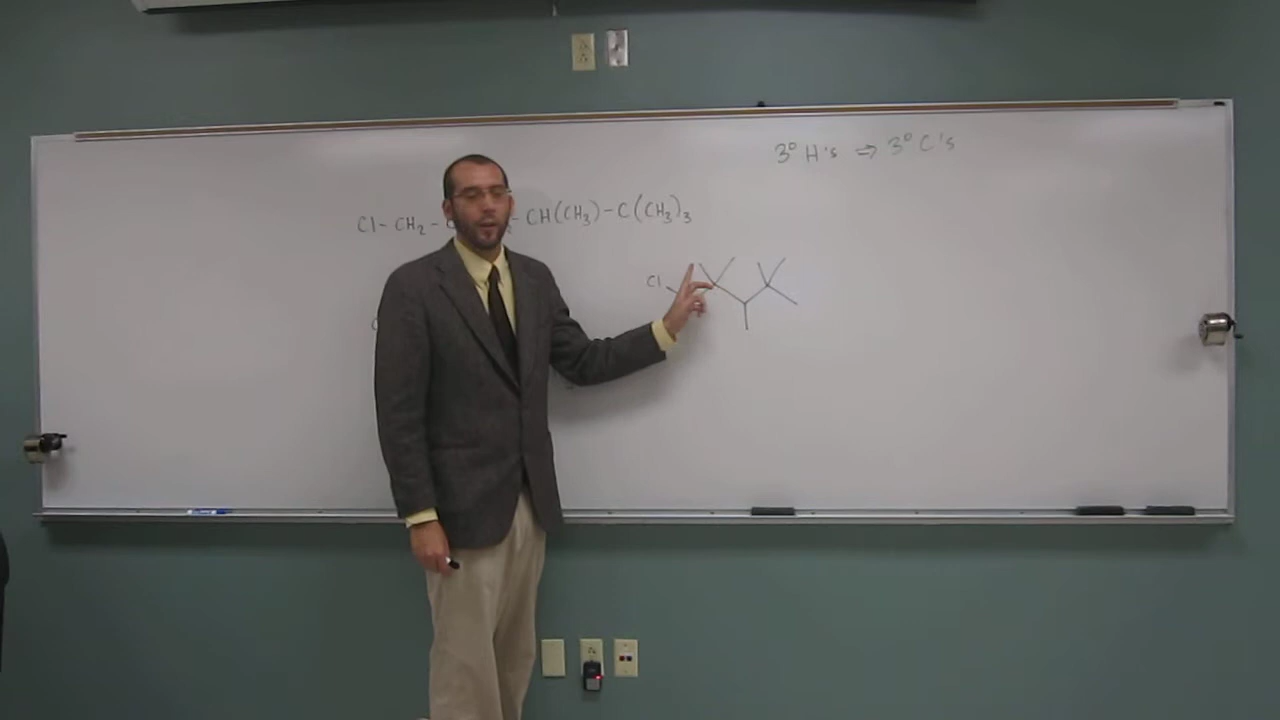 3° H's ⇒ 3° C's
Cl-CH₂-C -CH(CH₃)-C(CH₃)₃
Cl